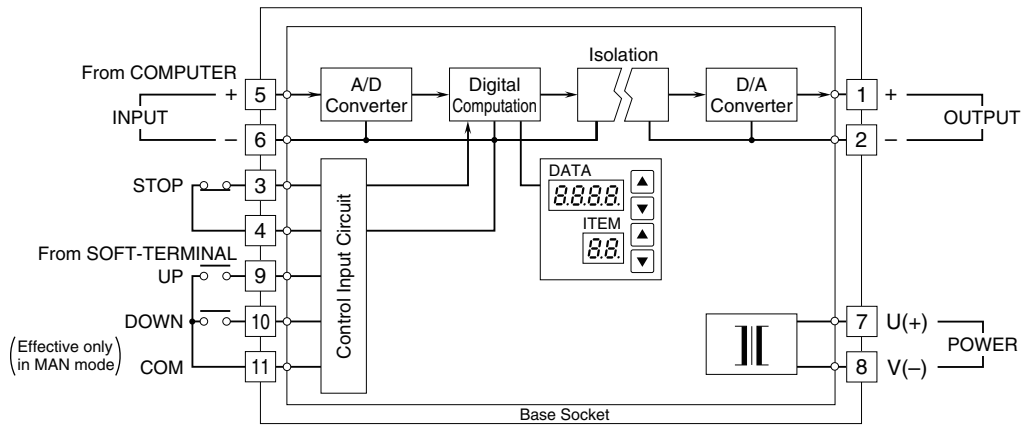 Isolation
From COMPUTER
A/D
Converter
Digital
Computation
D/A
Converter
+ 5
1 +
INPUT
OUTPUT
– 6
2 –
STOP
3
4
DATA
8.8.8.8.
▲
▼
ITEM
8.8.
▲
▼
Control Input Circuit
From SOFT-TERMINAL
UP 9
DOWN 10
(Effective only
in MAN mode)
COM 11
7 U(+)
POWER
8 V(–)
Base Socket